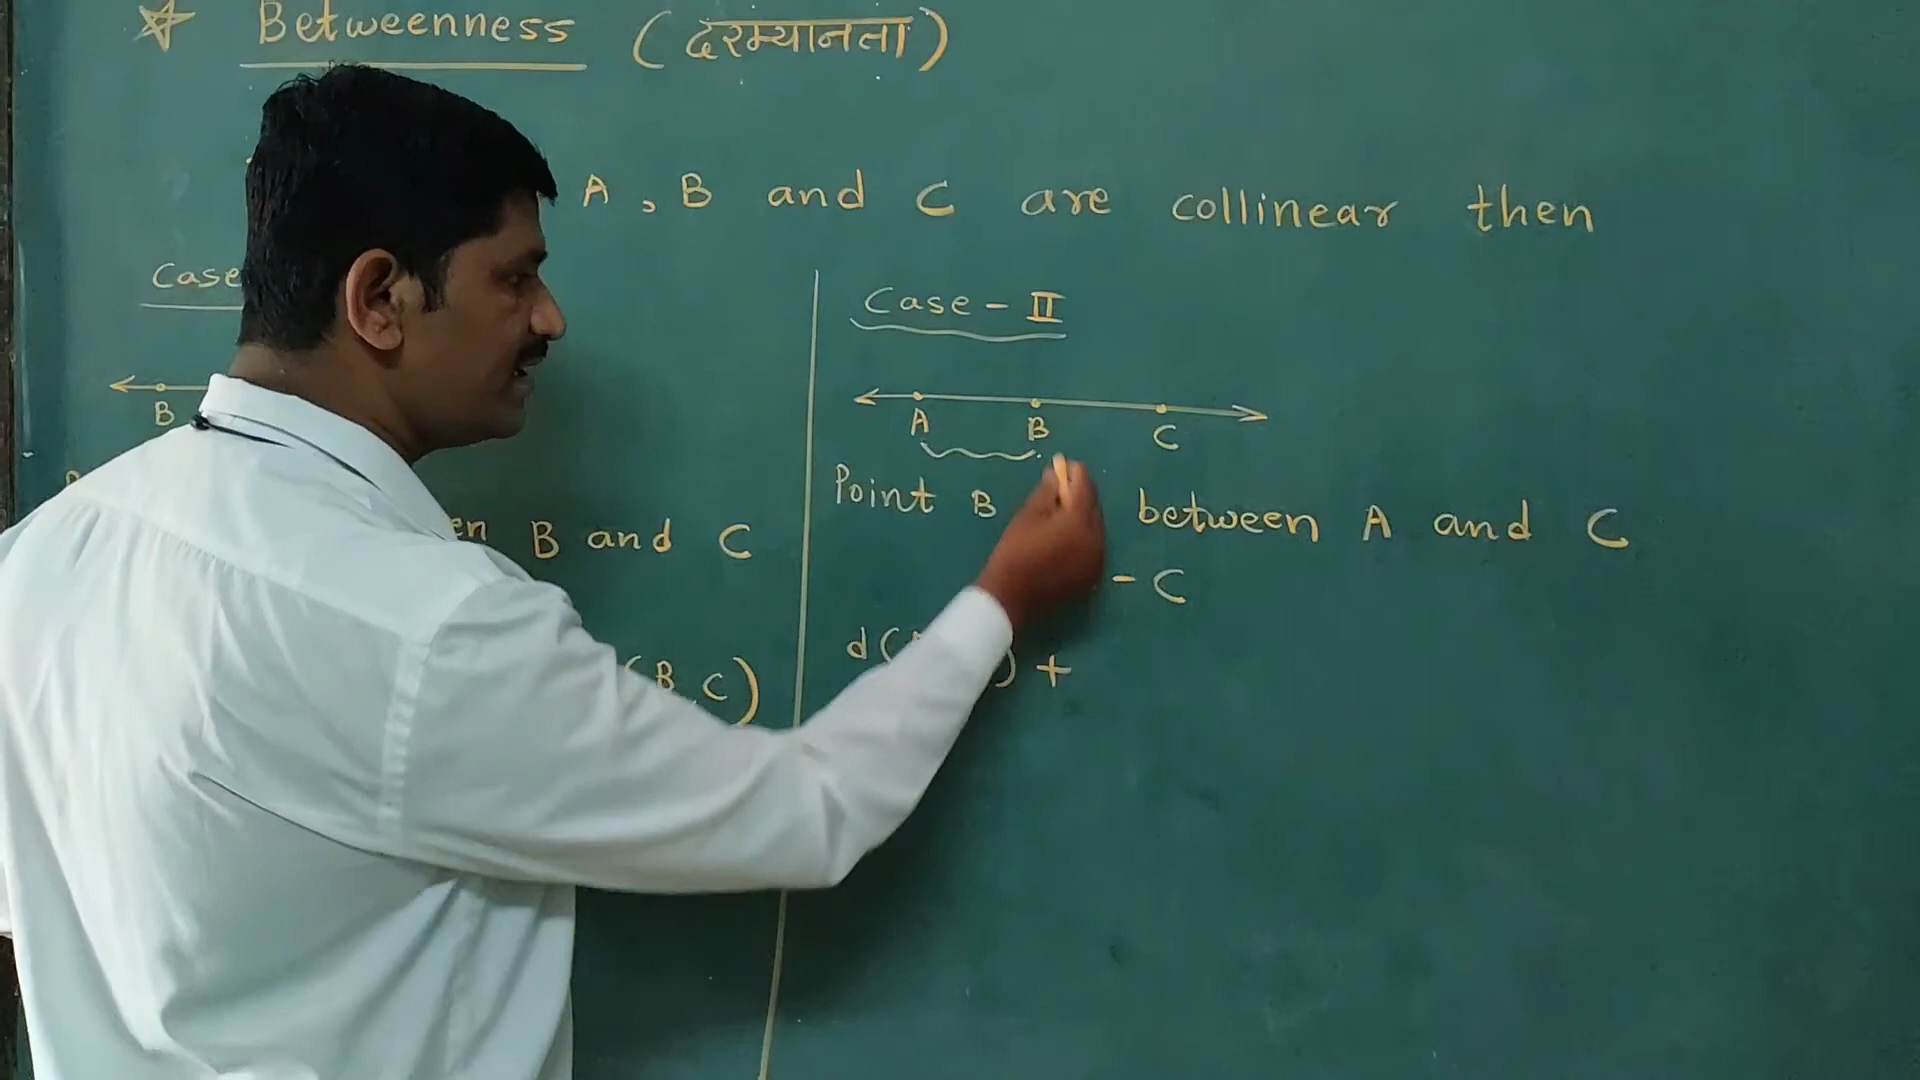 Betweenness (दरम्यानता)
A, B and C are collinear then
Case
B
B and C
B, C)
Case - II
A B C
Point B between A and C
- C
d( ) +